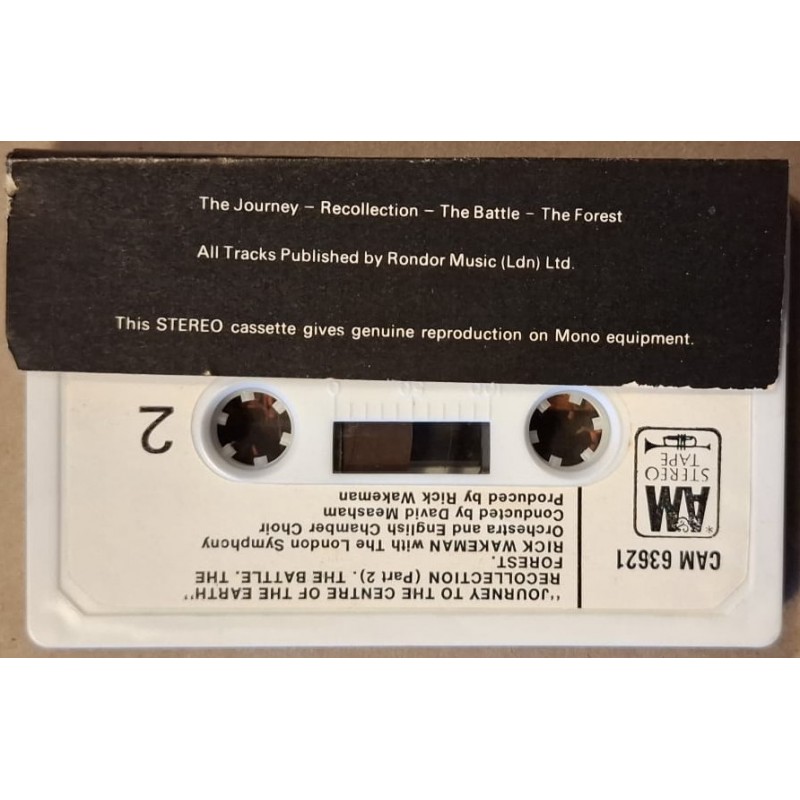 The Journey – Recollection – The Battle – The Forest
All Tracks Published by Rondor Music (Ldn) Ltd.
This STEREO cassette gives genuine reproduction on Mono equipment.
"JOURNEY TO THE CENTRE OF THE EARTH"
RECOLLECTION (Part 2). THE BATTLE. THE
FOREST.
RICK WAKEMAN with The London Symphony
Orchestra and English Chamber Choir
Conducted by David Measham
Produced by Rick Wakeman
CAM 63621
A&M
STEREO
TAPE
2
0 50 100